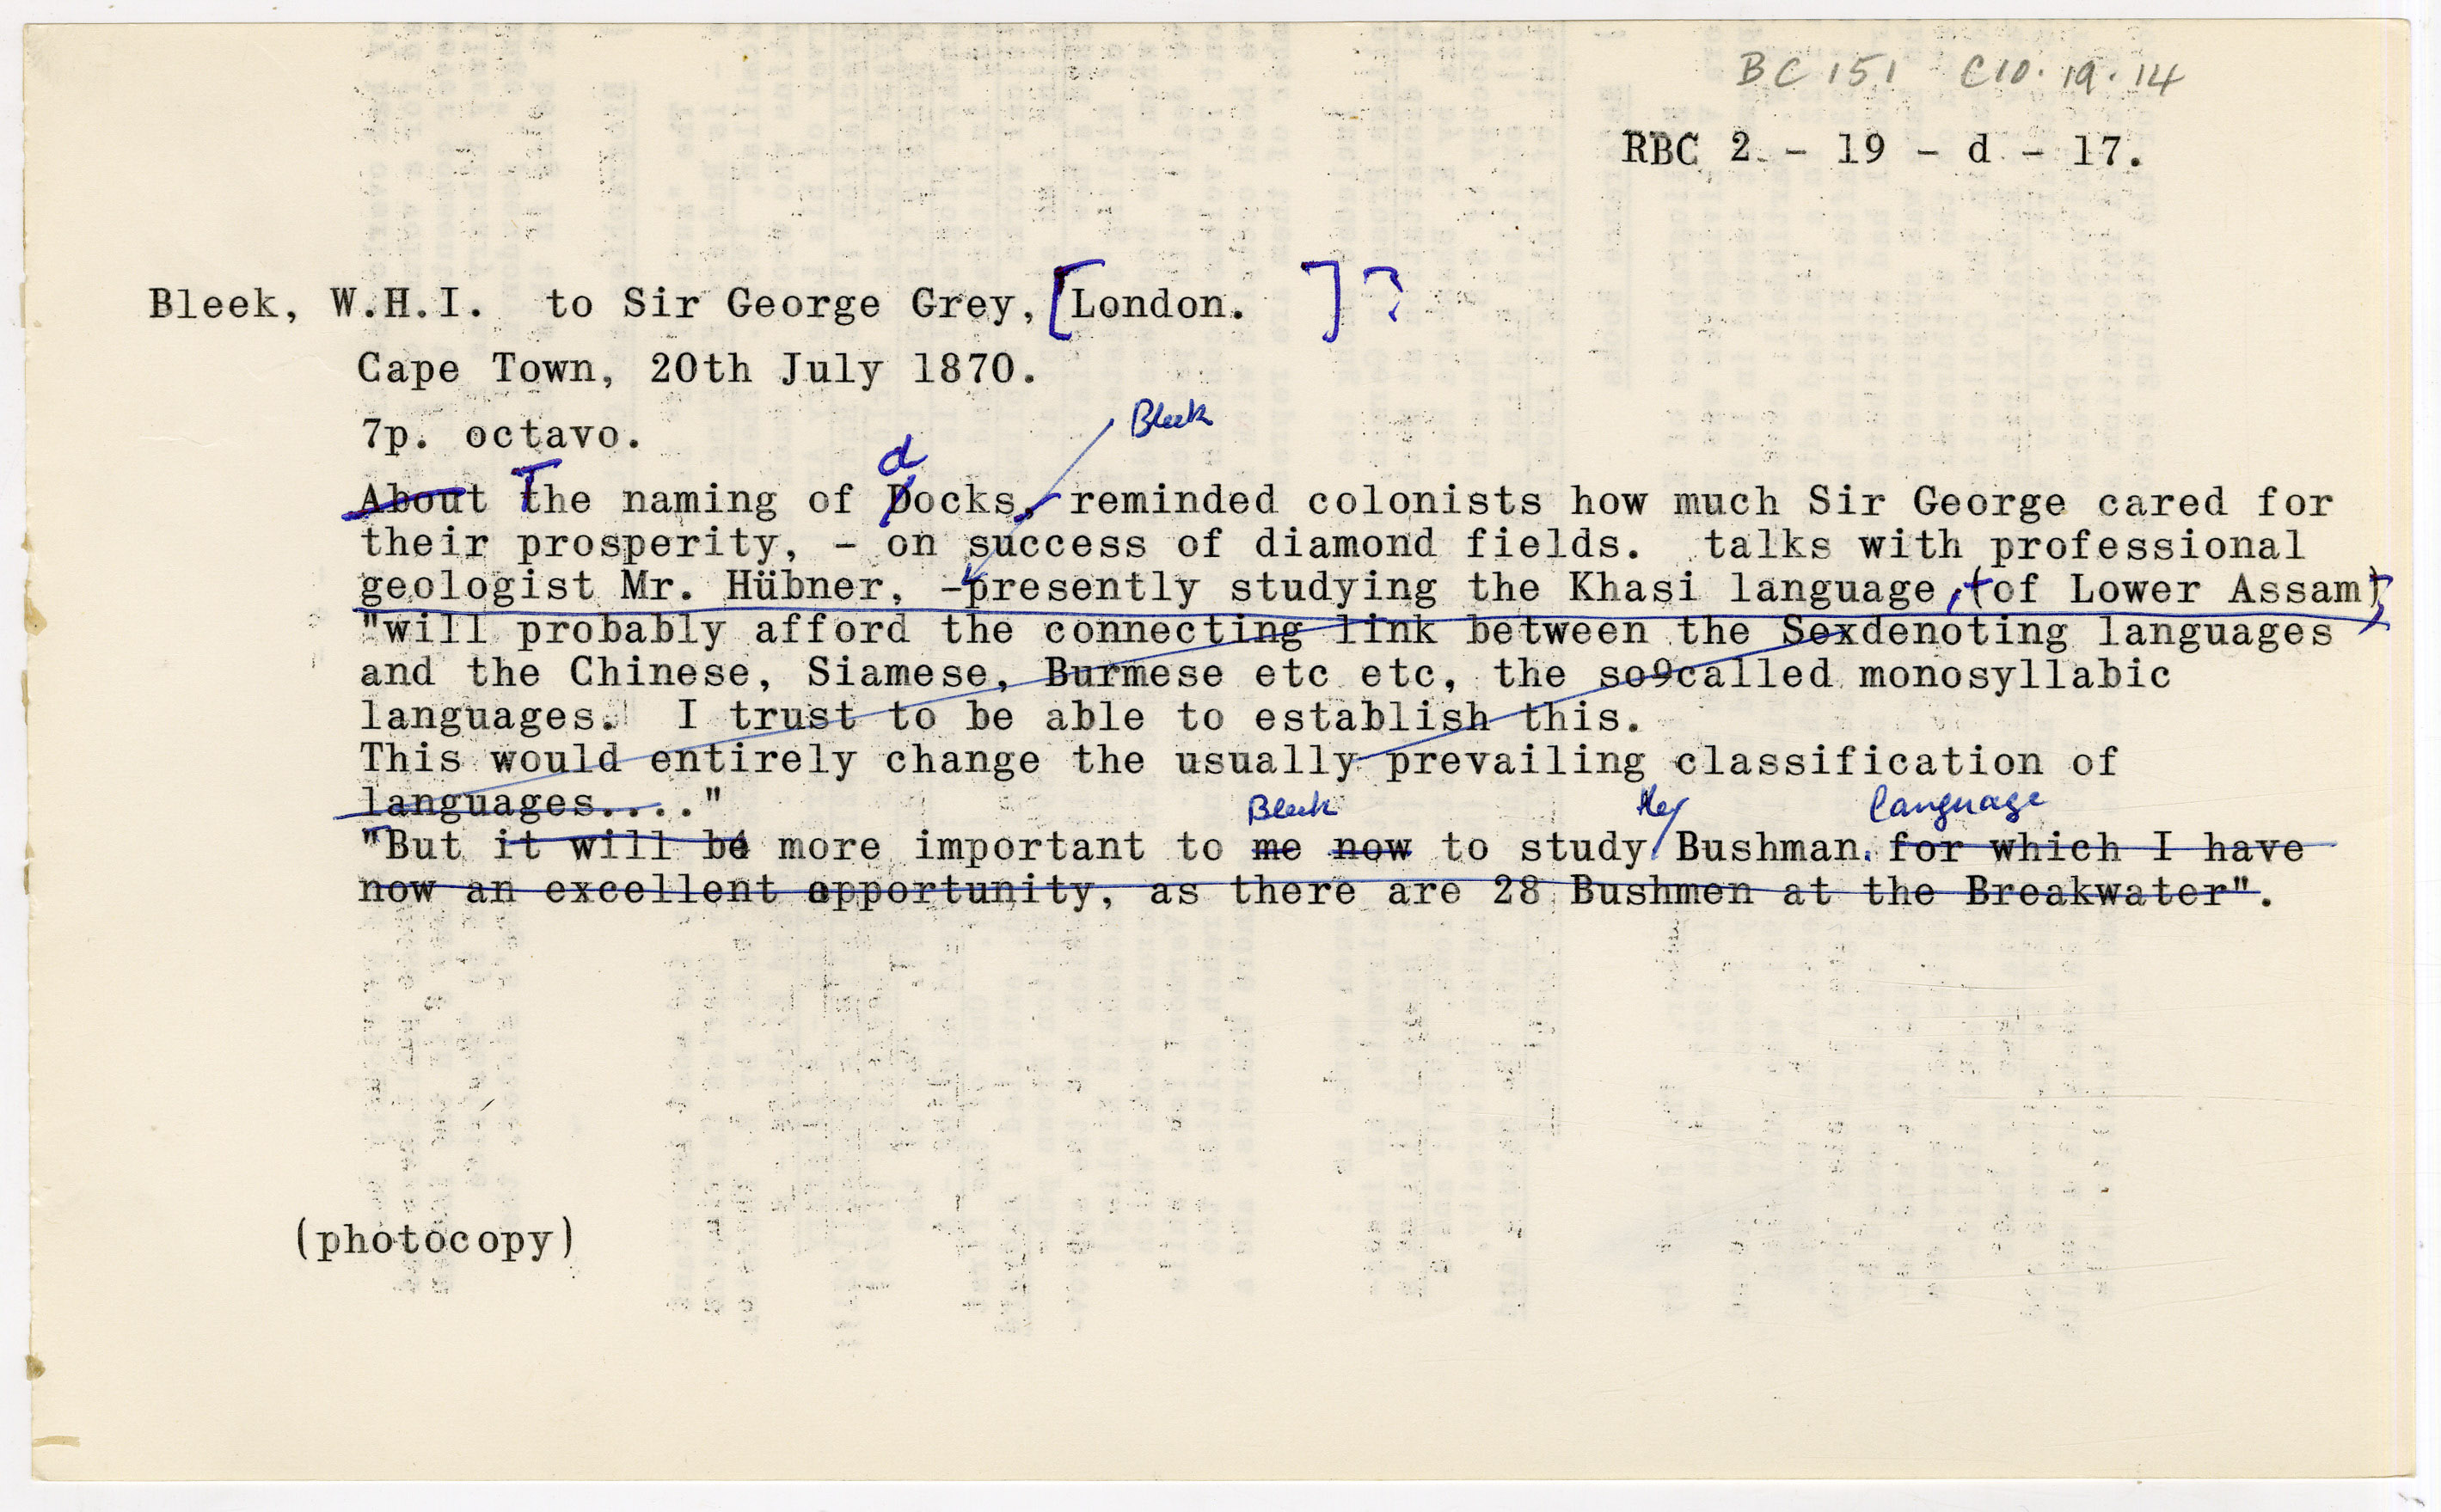 BC 151 C10.19.14
RBC 2 - 19 - d - 17.
Bleek, W.H.I. to Sir George Grey, [London. ]?
Cape Town, 20th July 1870.
Bleek
7p. octavo.
d
About The naming of Docks, reminded colonists how much Sir George cared for
their prosperity, - on success of diamond fields. talks with professional
geologist Mr. Hübner, -presently studying the Khasi language, (of Lower Assam),
"will probably afford the connecting link between the Sexdenoting languages
and the Chinese, Siamese, Burmese etc etc, the so9called monosyllabic
languages. I trust to be able to establish this.
This would entirely change the usually prevailing classification of
languages...."
Bleek the language
"But it will be more important to me now to study Bushman. for which I have
now an excellent opportunity, as there are 28 Bushmen at the Breakwater".
(photocopy)